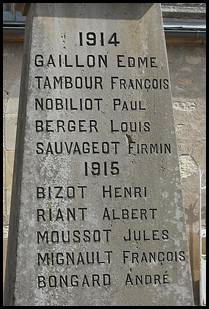 1914
GAILLON EDME
TAMBOUR FRANÇOIS
NOBILIOT PAUL
BERGER LOUIS
SAUVAGEOT FIRMIN
1915
BIZOT HENRI
RIANT ALBERT
MOUSSOT JULES
MIGNAULT FRANÇOIS
BONGARD ANDRÉ